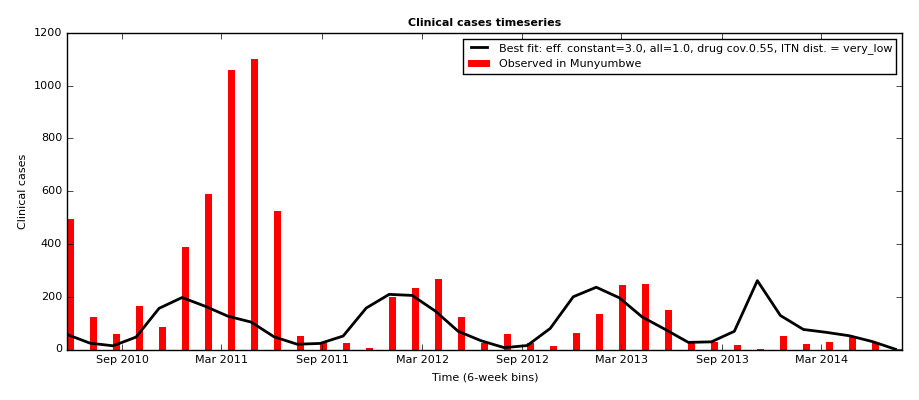 Clinical cases timeseries
Best fit: eff. constant=3.0, all=1.0, drug cov.0.55, ITN dist. = very_low
Observed in Munyumbwe
1200
1000
800
600
400
200
0
Clinical cases
Sep 2010 Mar 2011 Sep 2011 Mar 2012 Sep 2012 Mar 2013 Sep 2013 Mar 2014
Time (6-week bins)